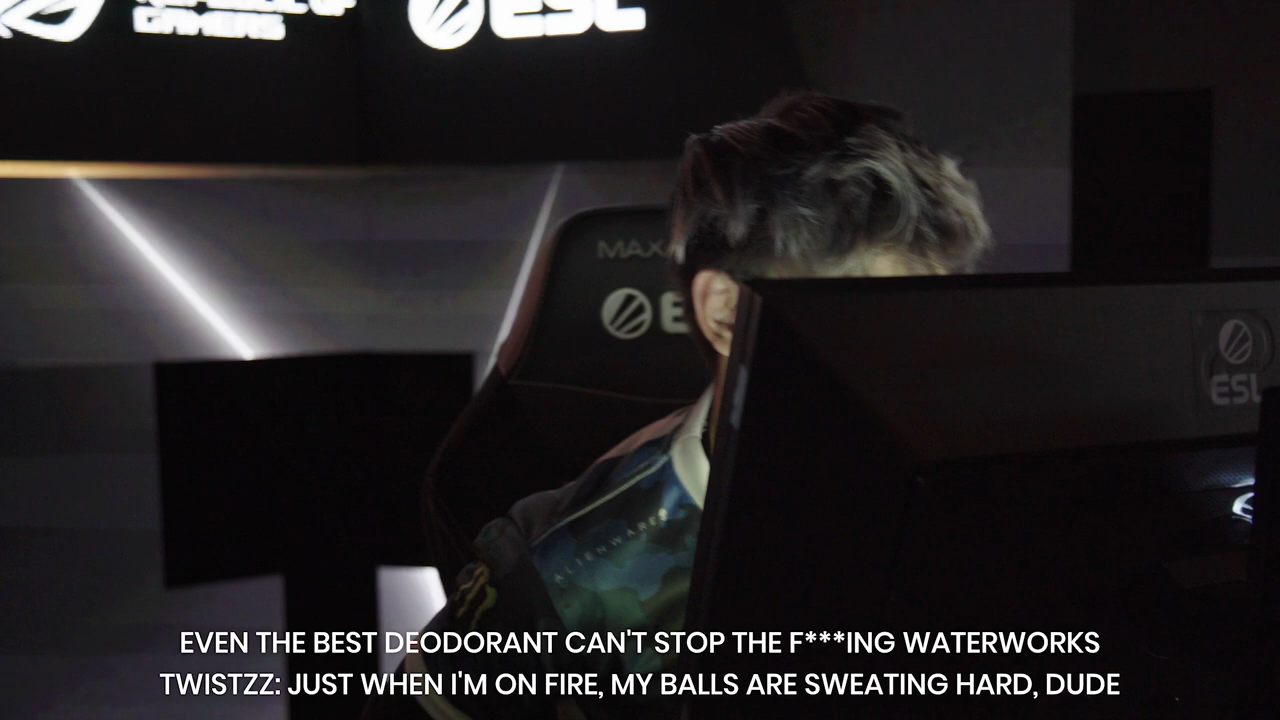 GAMERS
ESL
MAX
E
ESL
ALIENWARE
EVEN THE BEST DEODORANT CAN'T STOP THE F***ING WATERWORKS
TWISTZZ: JUST WHEN I'M ON FIRE, MY BALLS ARE SWEATING HARD, DUDE